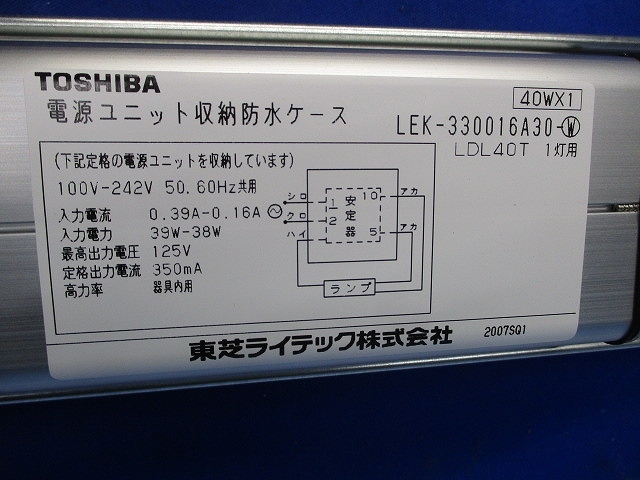 TOSHIBA
40W×1
電源ユニット収納防水ケース
LEK-330016A30-W
LDL40T 1灯用
(下記定格の電源ユニットを収納しています)
100V-242V 50.60Hz共用
入力電流 0.39A-0.16A
入力電力 39W-38W
最高出力電圧 125V
定格出力電流 350mA
高力率 器具内用
シロ
クロ
ハイ
1
2
安定器
10
5
アカ
アカ
ランプ
東芝ライテック株式会社
2007SQ1